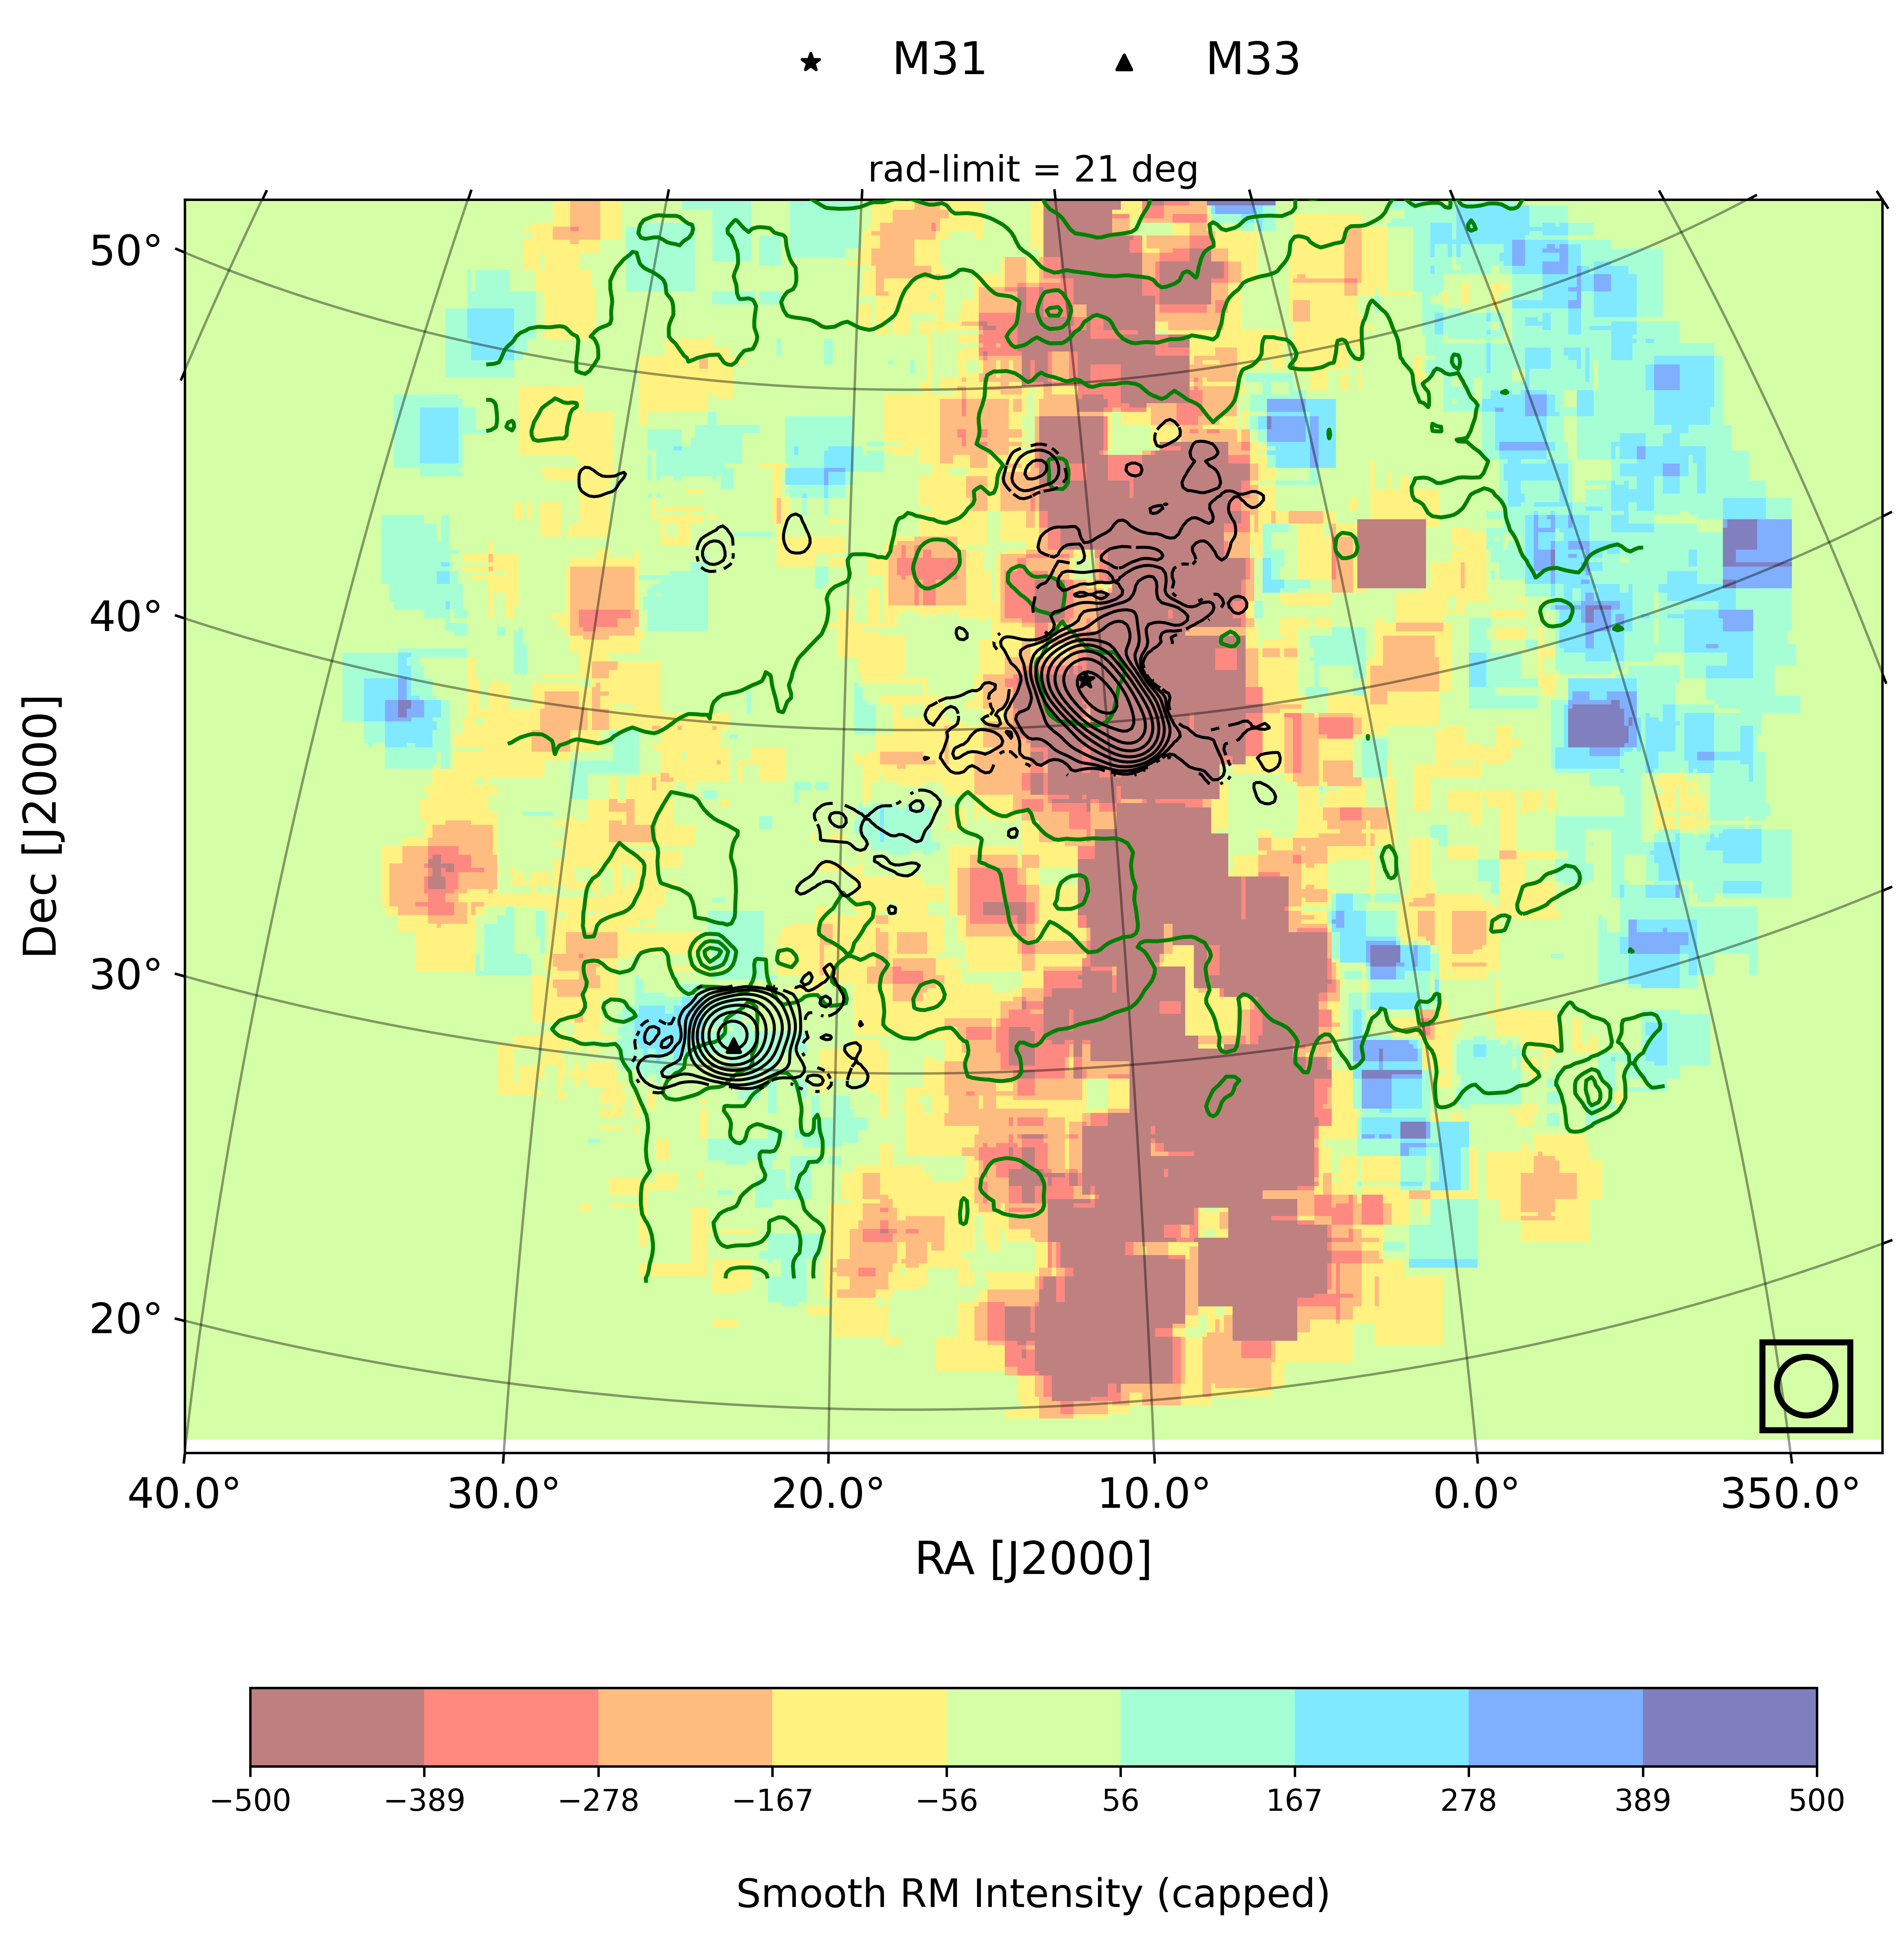 M31 M33
rad-limit = 21 deg
50°
40°
30°
20°
Dec [J2000]
40.0° 30.0° 20.0° 10.0° 0.0° 350.0°
RA [J2000]
−500 −389 −278 −167 −56 56 167 278 389 500
Smooth RM Intensity (capped)